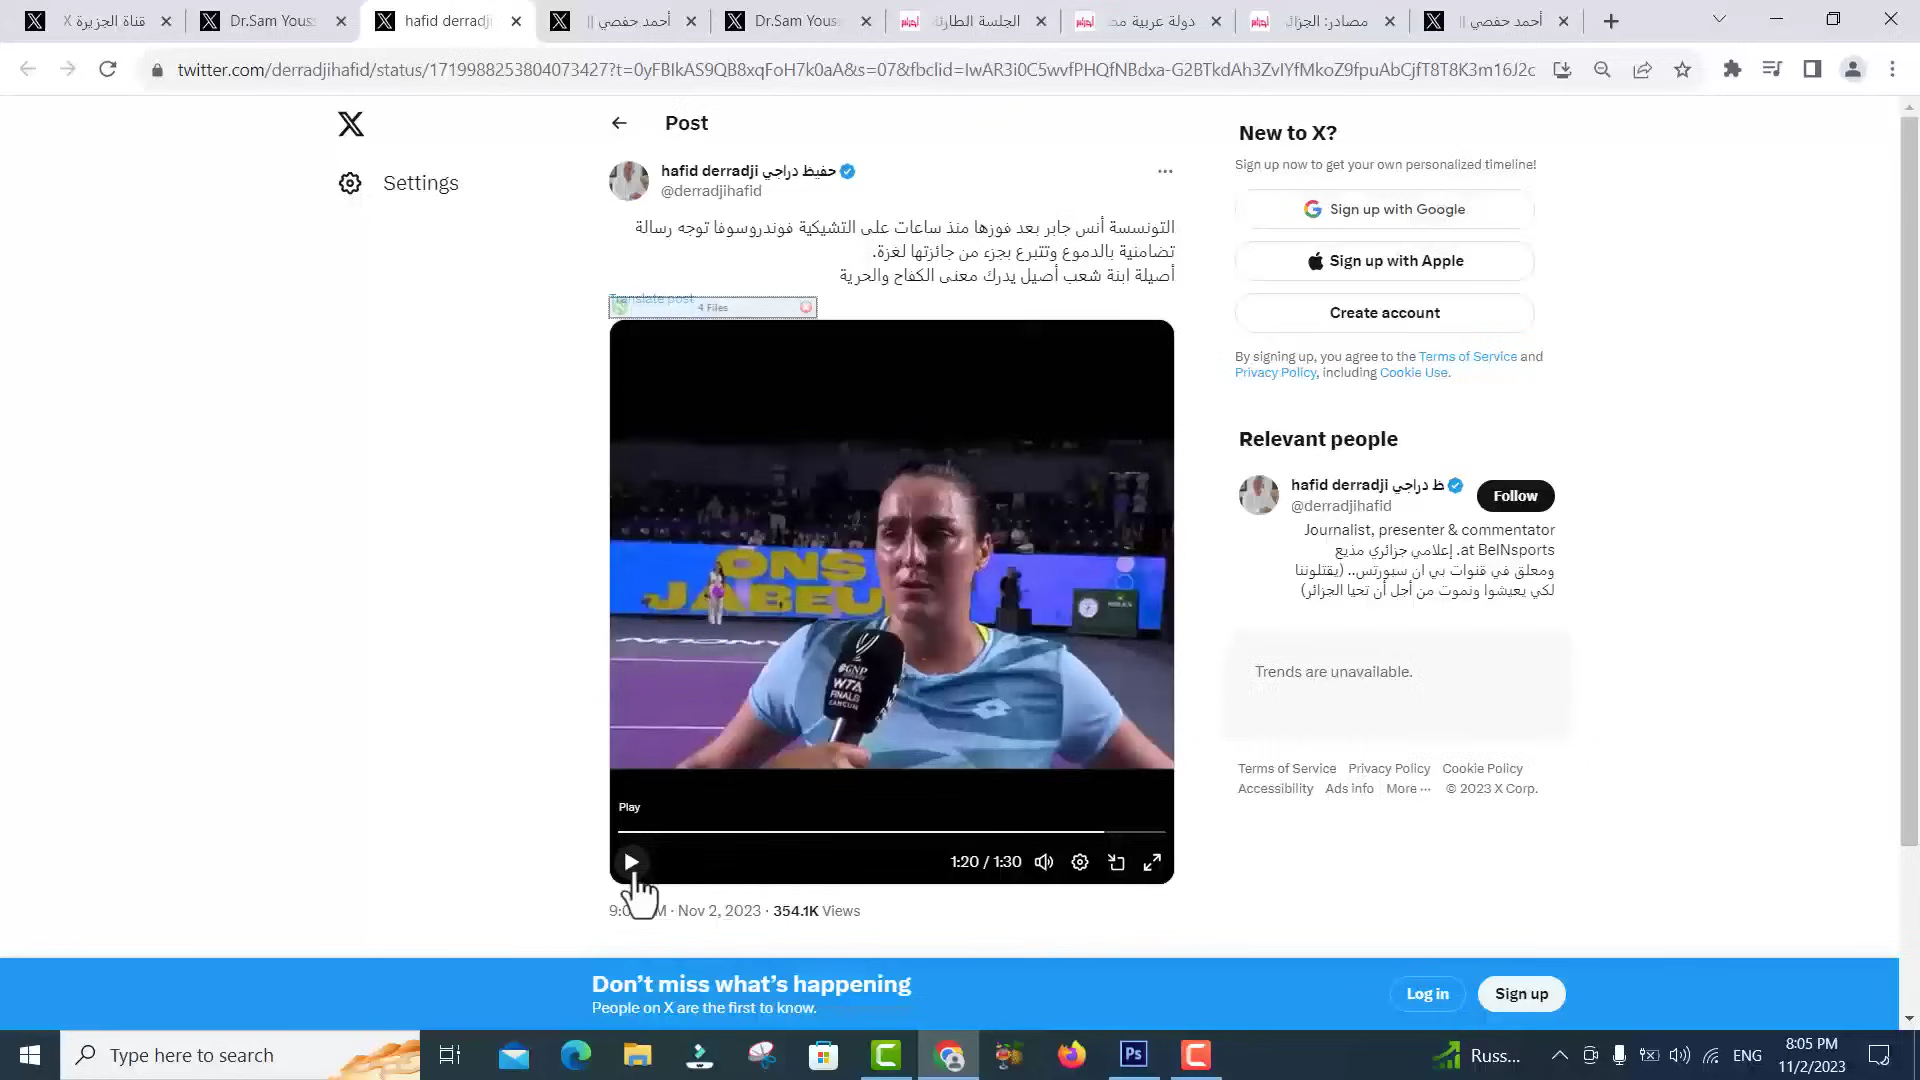 قناة الجزيرة X
Dr.Sam Youss
hafid derradji
أحمد حفصي ||
Dr.Sam Youss
الجلسة الطارئة
دولة عربية مص
مصادر: الجزائ
أحمد حفصي ||
twitter.com/derradjihafid/status/1719988253804073427?t=0yFBIkAS9QB8xqFoH7k0aA&s=07&fbclid=IwAR3i0C5wvfPHQfNBdxa-G2BTkdAh3ZvIYfMkoZ9fpuAbCjfT8T8K3m16J2c
Settings
Post
hafid derradji حفيظ دراجي
@derradjihafid
التونسسة أنس جابر بعد فوزها منذ ساعات على التشيكية فوندروسوفا توجه رسالة
تضامنية بالدموع وتتبرع بجزء من جائزتها لغزة.
أصيلة ابنة شعب أصيل يدرك معنى الكفاح والحرية
Translate post
4 Files
ONS
JABEU
GNP
WTA
FINALS
CANCUN
Play
1:20 / 1:30
Nov 2, 2023 · 354.1K Views
New to X?
Sign up now to get your own personalized timeline!
Sign up with Google
Sign up with Apple
Create account
By signing up, you agree to the Terms of Service and
Privacy Policy, including Cookie Use.
Relevant people
hafid derradji ظ دراجي
@derradjihafid
Follow
Journalist, presenter & commentator
at BeINsports. إعلامي جزائري مذيع
ومعلق في قنوات بي ان سبورتس.. (يقتلوننا
لكي يعيشوا ونموت من أجل أن تحيا الجزائر)
Trends are unavailable.
Terms of Service Privacy Policy Cookie Policy
Accessibility Ads info More ··· © 2023 X Corp.
Don’t miss what’s happening
People on X are the first to know.
Log in
Sign up
Type here to search
Ps
Russ...
ENG
8:05 PM
11/2/2023